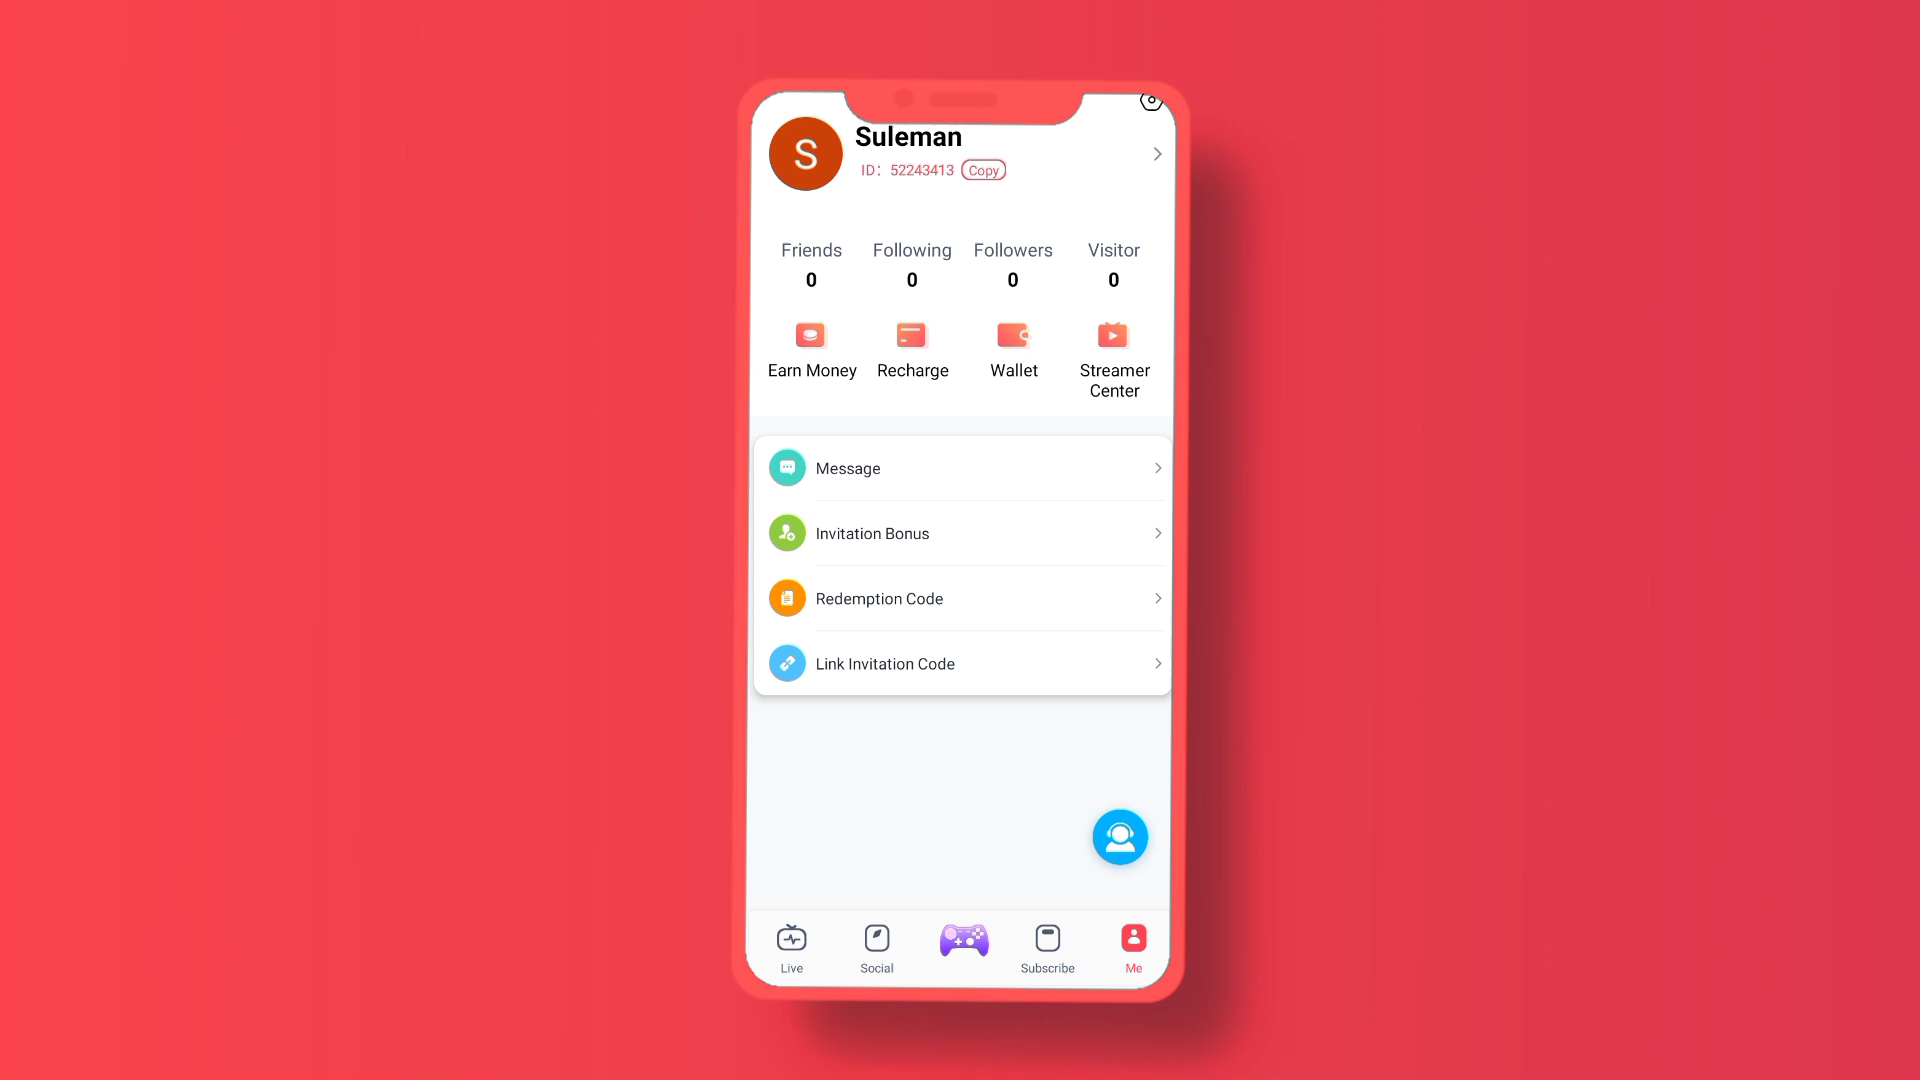 S
Suleman
ID: 52243413 Copy
Friends Following Followers Visitor
0 0 0 0
Earn Money Recharge Wallet Streamer
Center
Message
Invitation Bonus
Redemption Code
Link Invitation Code
Live Social Subscribe Me